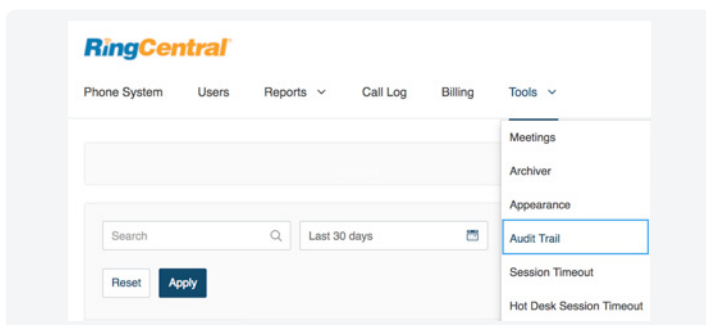 RingCentral
Phone System Users Reports Call Log Billing Tools
Meetings
Archiver
Appearance
Search Last 30 days Audit Trail
Reset Apply Session Timeout
Hot Desk Session Timeout